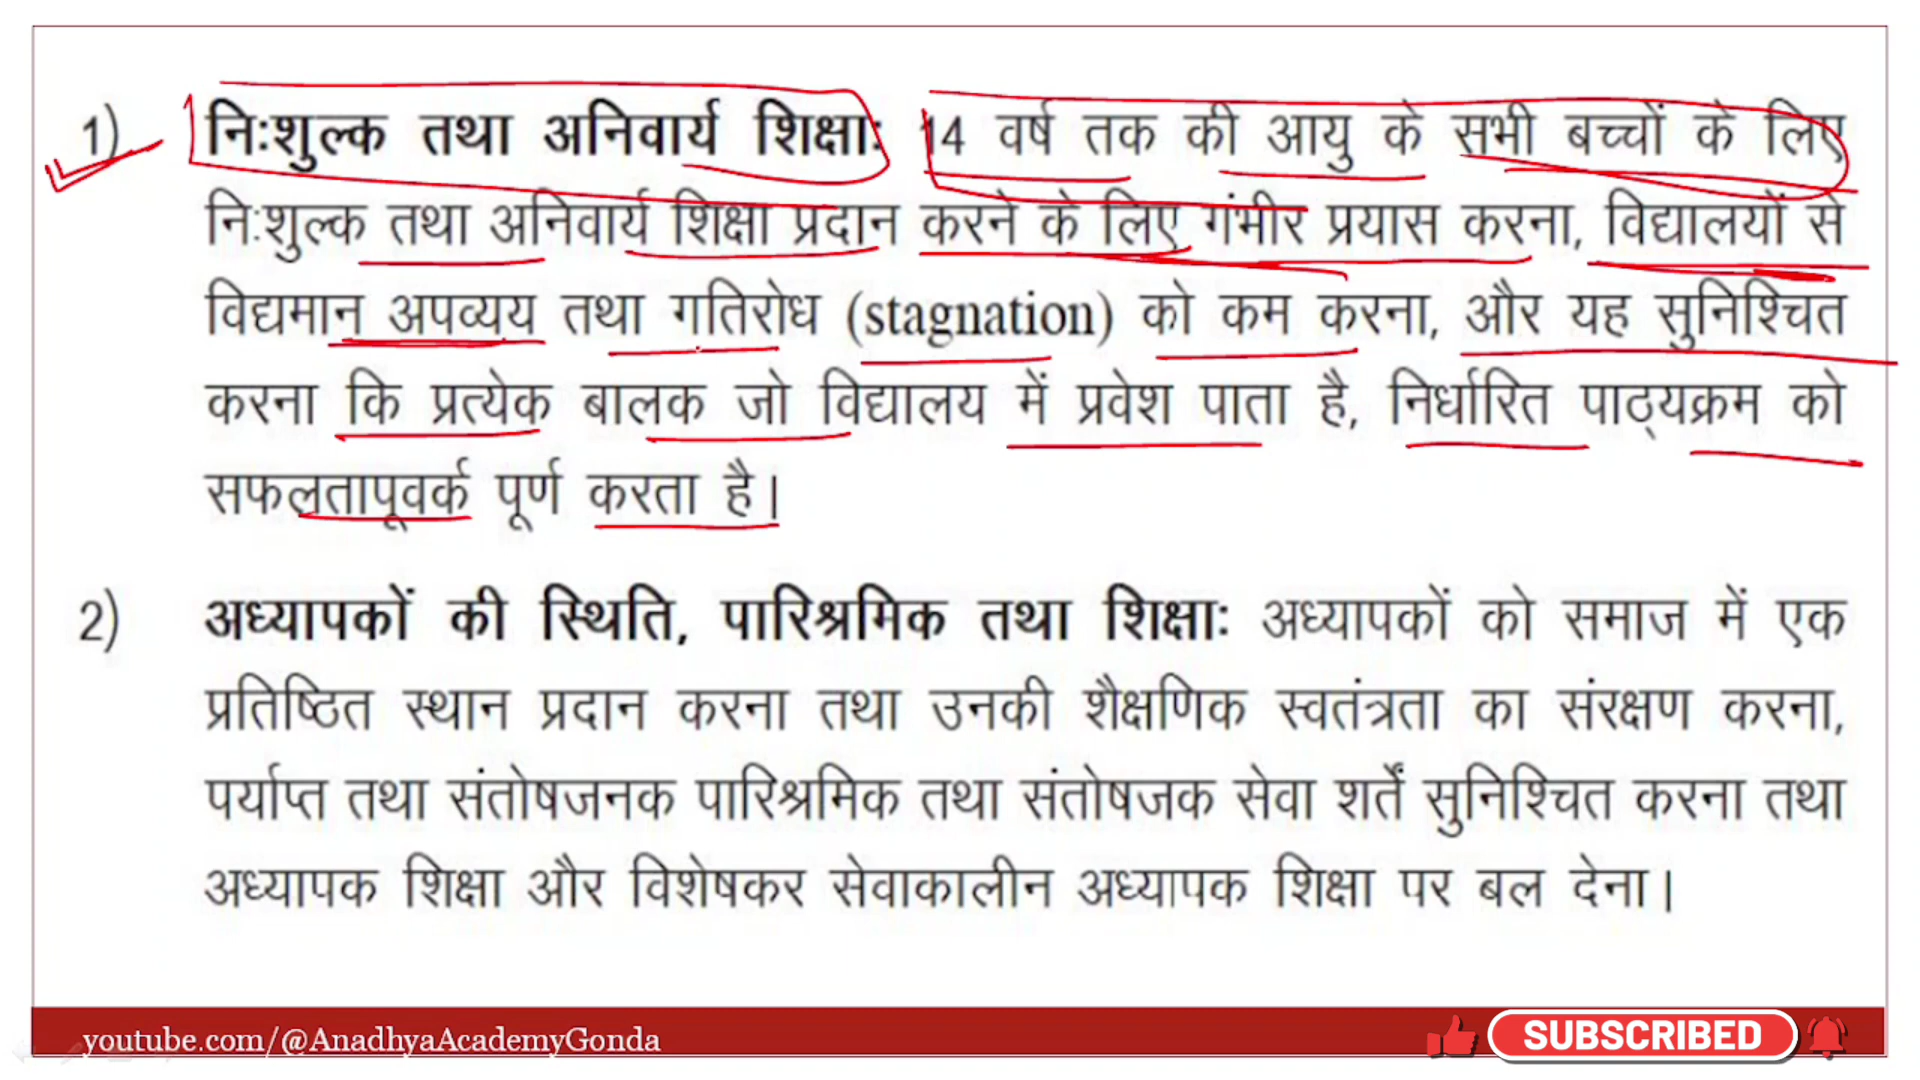 1) निःशुल्क तथा अनिवार्य शिक्षाः 14 वर्ष तक की आयु के सभी बच्चों के लिए
निःशुल्क तथा अनिवार्य शिक्षा प्रदान करने के लिए गंभीर प्रयास करना, विद्यालयों से
विद्यमान अपव्यय तथा गतिरोध (stagnation) को कम करना, और यह सुनिश्चित
करना कि प्रत्येक बालक जो विद्यालय में प्रवेश पाता है, निर्धारित पाठ्यक्रम को
सफलतापूवर्क पूर्ण करता है।
2) अध्यापकों की स्थिति, पारिश्रमिक तथा शिक्षाः अध्यापकों को समाज में एक
प्रतिष्ठित स्थान प्रदान करना तथा उनकी शैक्षणिक स्वतंत्रता का संरक्षण करना,
पर्याप्त तथा संतोषजनक पारिश्रमिक तथा संतोषजक सेवा शर्तें सुनिश्चित करना तथा
अध्यापक शिक्षा और विशेषकर सेवाकालीन अध्यापक शिक्षा पर बल देना।
youtube.com/@AnadhyaAcademyGonda
SUBSCRIBED